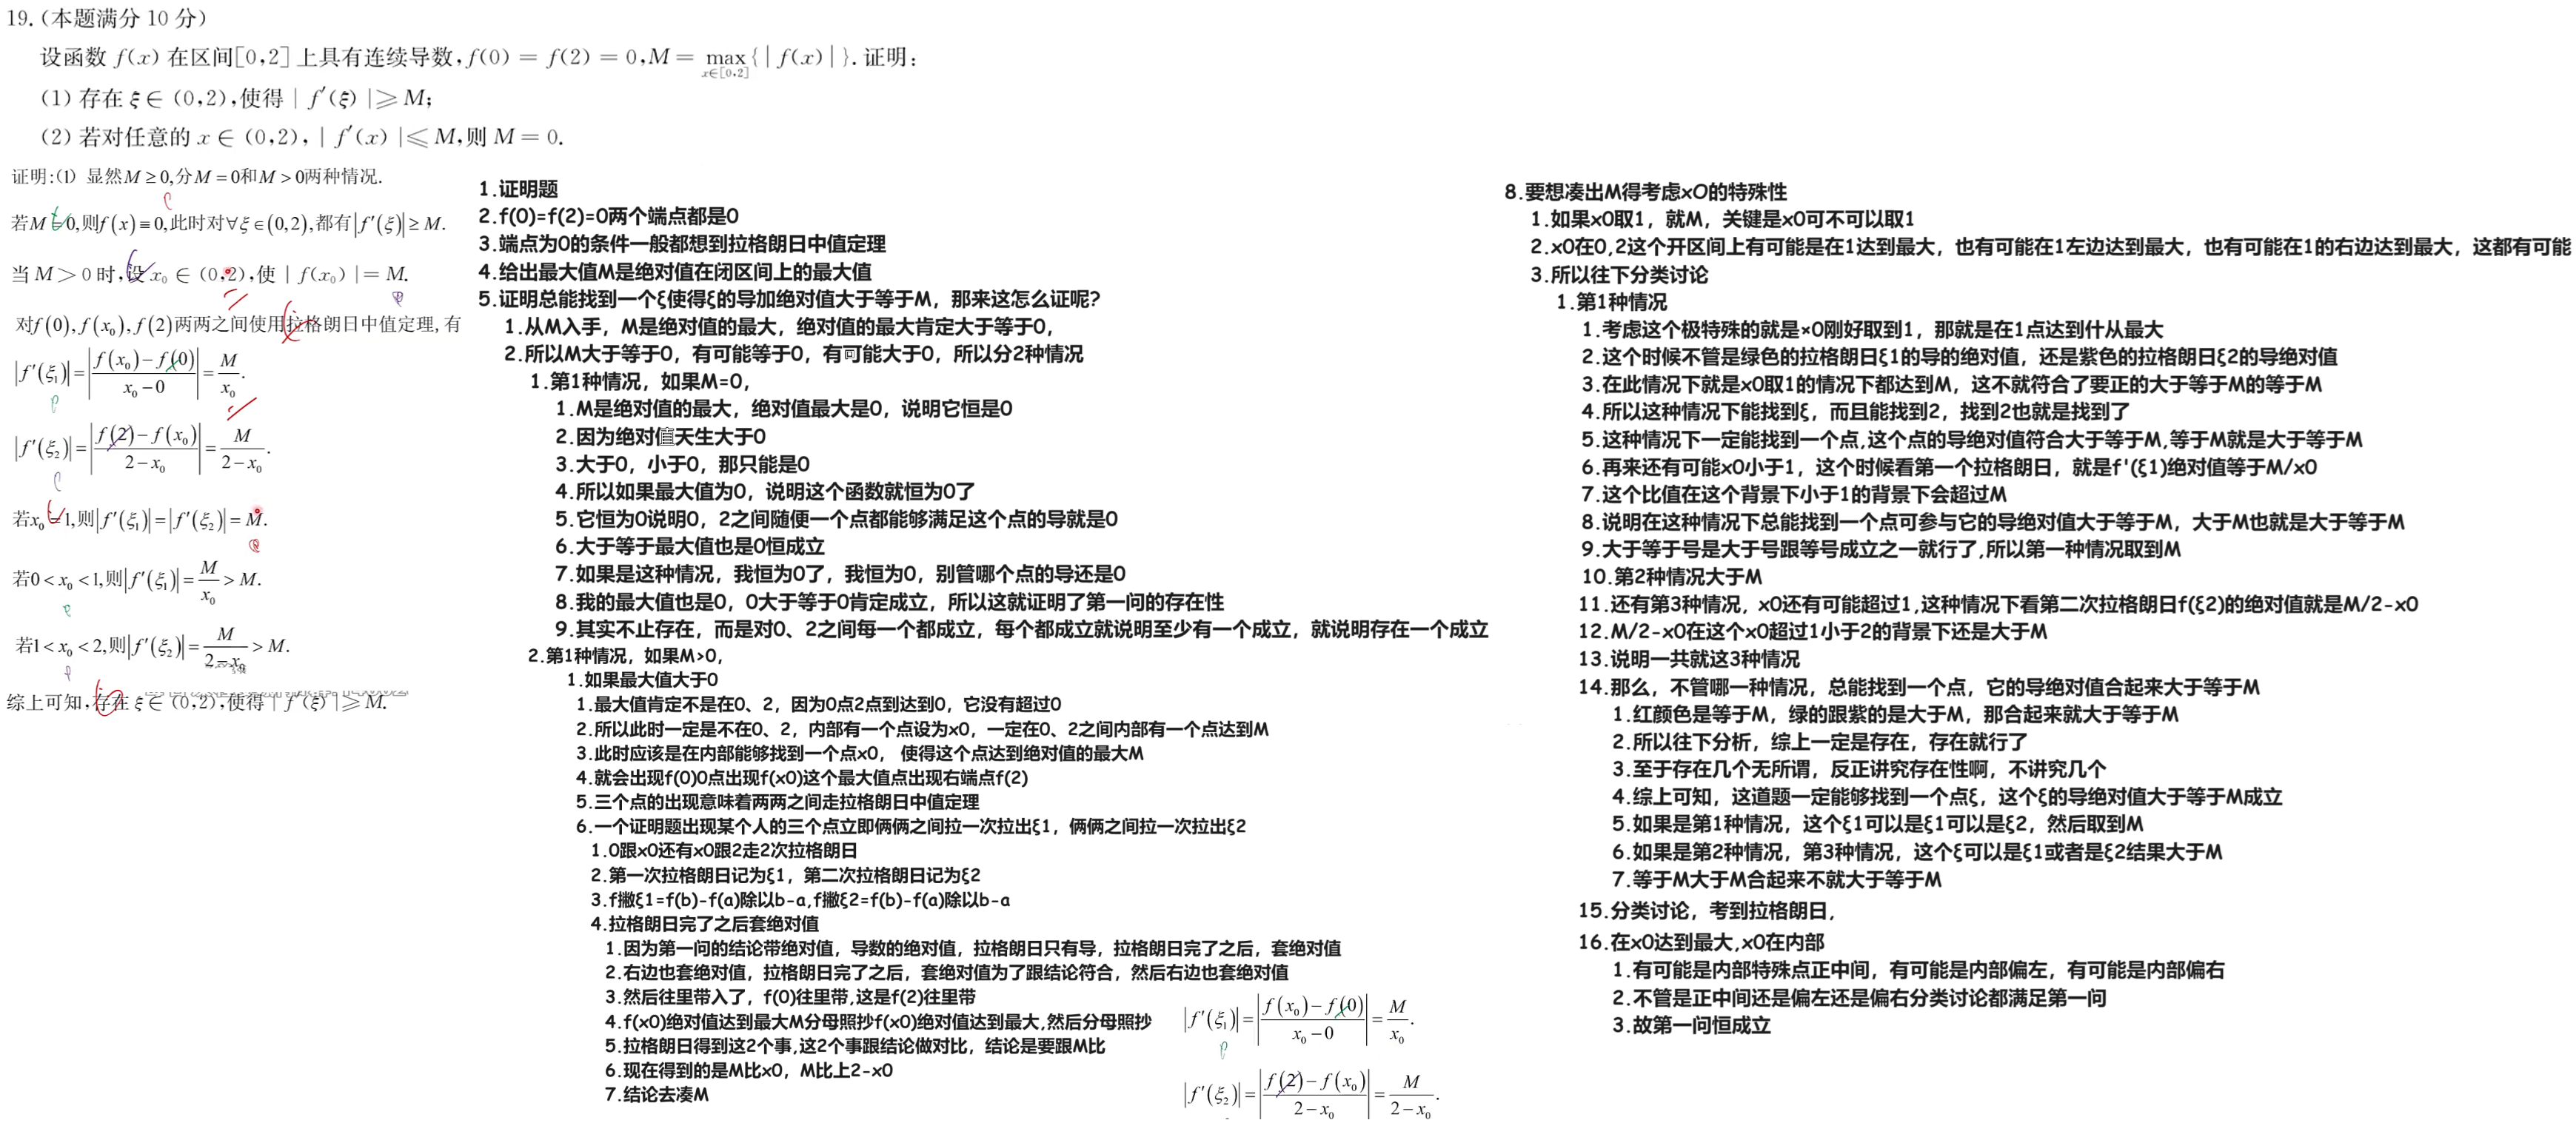 19.(本题满分 10 分)
设函数 f(x) 在区间[0,2] 上具有连续导数,f(0) = f(2) = 0,M = max{| f(x) |}. 证明:
x∈[0,2]
(1) 存在 ξ ∈ (0,2),使得 | f′(ξ) |⩾ M;
(2) 若对任意的 x ∈ (0,2), | f′(x) |⩽ M,则 M = 0.
证明:(1) 显然M ≥ 0,分M = 0和M > 0两种情况.
若M = 0,则f(x) ≡ 0,此时对∀ξ∈(0,2),都有|f′(ξ)| ≥ M.
当 M > 0 时,设 x₀ ∈ (0,2),使 | f(x₀) |= M.
对f(0), f(x₀), f(2)两两之间使用拉格朗日中值定理,有
|f′(ξ₁)| = |(f(x₀) − f(0))/(x₀ − 0)| = M/x₀.
|f′(ξ₂)| = |(f(2) − f(x₀))/(2 − x₀)| = M/(2 − x₀).
若x₀ = 1,则|f′(ξ₁)| = |f′(ξ₂)| = M.
若0 < x₀ < 1,则|f′(ξ₁)| = M/x₀ > M.
若1 < x₀ < 2,则|f′(ξ₂)| = M/(2 − x₀) > M.
综上可知,存在 ξ ∈ (0,2),使得 | f′(ξ) |⩾ M.
1.证明题
2.f(0)=f(2)=0两个端点都是0
3.端点为0的条件一般都想到拉格朗日中值定理
4.给出最大值M是绝对值在闭区间上的最大值
5.证明总能找到一个ξ使得ξ的导加绝对值大于等于M，那来这怎么证呢?
1.从M入手，M是绝对值的最大，绝对值的最大肯定大于等于0，
2.所以M大于等于0，有可能等于0，有可能大于0，所以分2种情况
1.第1种情况，如果M=0，
1.M是绝对值的最大，绝对值最大是0，说明它恒是0
2.因为绝对值天生大于0
3.大于0，小于0，那只能是0
4.所以如果最大值为0，说明这个函数就恒为0了
5.它恒为0说明0，2之间随便一个点都能够满足这个点的导就是0
6.大于等于最大值也是0恒成立
7.如果是这种情况，我恒为0了，我恒为0，别管哪个点的导还是0
8.我的最大值也是0，0大于等于0肯定成立，所以这就证明了第一问的存在性
9.其实不止存在，而是对0、2之间每一个都成立，每个都成立就说明至少有一个成立，就说明存在一个成立
2.第1种情况，如果M>0，
1.如果最大值大于0
1.最大值肯定不是在0、2，因为0点2点到达到0，它没有超过0
2.所以此时一定是不在0、2，内部有一个点设为x0，一定在0、2之间内部有一个点达到M
3.此时应该是在内部能够找到一个点x0， 使得这个点达到绝对值的最大M
4.就会出现f(0)0点出现f(x0)这个最大值点出现右端点f(2)
5.三个点的出现意味着两两之间走拉格朗日中值定理
6.一个证明题出现某个人的三个点立即俩俩之间拉一次拉出ξ1，俩俩之间拉一次拉出ξ2
1.0跟x0还有x0跟2走2次拉格朗日
2.第一次拉格朗日记为ξ1，第二次拉格朗日记为ξ2
3.f撇ξ1=f(b)-f(a)除以b-a,f撇ξ2=f(b)-f(a)除以b-a
4.拉格朗日完了之后套绝对值
1.因为第一问的结论带绝对值，导数的绝对值，拉格朗日只有导，拉格朗日完了之后，套绝对值
2.右边也套绝对值，拉格朗日完了之后，套绝对值为了跟结论符合，然后右边也套绝对值
3.然后往里带入了，f(0)往里带,这是f(2)往里带
4.f(x0)绝对值达到最大M分母照抄f(x0)绝对值达到最大,然后分母照抄
5.拉格朗日得到这2个事,这2个事跟结论做对比，结论是要跟M比
6.现在得到的是M比x0，M比上2-x0
7.结论去凑M
|f′(ξ₁)| = |(f(x₀) − f(0))/(x₀ − 0)| = M/x₀.
|f′(ξ₂)| = |(f(2) − f(x₀))/(2 − x₀)| = M/(2 − x₀).
8.要想凑出M得考虑xO的特殊性
1.如果x0取1，就M，关键是x0可不可以取1
2.x0在0,2这个开区间上有可能是在1达到最大，也有可能在1左边达到最大，也有可能在1的右边达到最大，这都有可能
3.所以往下分类讨论
1.第1种情况
1.考虑这个极特殊的就是×0刚好取到1，那就是在1点达到什从最大
2.这个时候不管是绿色的拉格朗日ξ1的导的绝对值，还是紫色的拉格朗日ξ2的导绝对值
3.在此情况下就是x0取1的情况下都达到M，这不就符合了要正的大于等于M的等于M
4.所以这种情况下能找到ξ，而且能找到2，找到2也就是找到了
5.这种情况下一定能找到一个点,这个点的导绝对值符合大于等于M,等于M就是大于等于M
6.再来还有可能x0小于1，这个时候看第一个拉格朗日，就是f'(ξ1)绝对值等于M/x0
7.这个比值在这个背景下小于1的背景下会超过M
8.说明在这种情况下总能找到一个点可参与它的导绝对值大于等于M，大于M也就是大于等于M
9.大于等于号是大于号跟等号成立之一就行了,所以第一种情况取到M
10.第2种情况大于M
11.还有第3种情况，x0还有可能超过1,这种情况下看第二次拉格朗日f(ξ2)的绝对值就是M/2-x0
12.M/2-x0在这个x0超过1小于2的背景下还是大于M
13.说明一共就这3种情况
14.那么，不管哪一种情况，总能找到一个点，它的导绝对值合起来大于等于M
1.红颜色是等于M，绿的跟紫的是大于M，那合起来就大于等于M
2.所以往下分析，综上一定是存在，存在就行了
3.至于存在几个无所谓，反正讲究存在性啊，不讲究几个
4.综上可知，这道题一定能够找到一个点ξ，这个ξ的导绝对值大于等于M成立
5.如果是第1种情况，这个ξ1可以是ξ1可以是ξ2，然后取到M
6.如果是第2种情况，第3种情况，这个ξ可以是ξ1或者是ξ2结果大于M
7.等于M大于M合起来不就大于等于M
15.分类讨论，考到拉格朗日，
16.在x0达到最大,x0在内部
1.有可能是内部特殊点正中间，有可能是内部偏左，有可能是内部偏右
2.不管是正中间还是偏左还是偏右分类讨论都满足第一问
3.故第一问恒成立